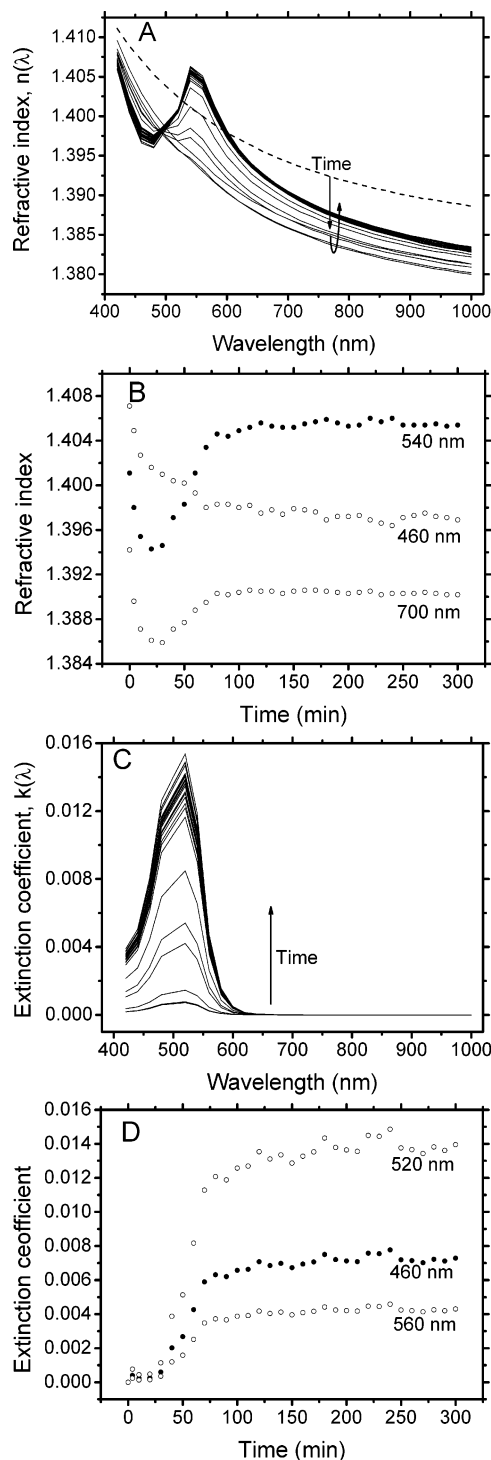 A
Refractive index, n(λ)
1.410
1.405
1.400
1.395
1.390
1.385
1.380
Time
400 500 600 700 800 900 1000
Wavelength (nm)
B
Refractive index
1.408
1.404
1.400
1.396
1.392
1.388
1.384
540 nm
460 nm
700 nm
0 50 100 150 200 250 300
Time (min)
C
Extinction coefficient, k(λ)
0.016
0.012
0.008
0.004
0.000
Time
400 500 600 700 800 900 1000
Wavelength (nm)
D
Extinction ceofficient
0.016
0.014
0.012
0.010
0.008
0.006
0.004
0.002
0.000
520 nm
460 nm
560 nm
0 50 100 150 200 250 300
Time (min)